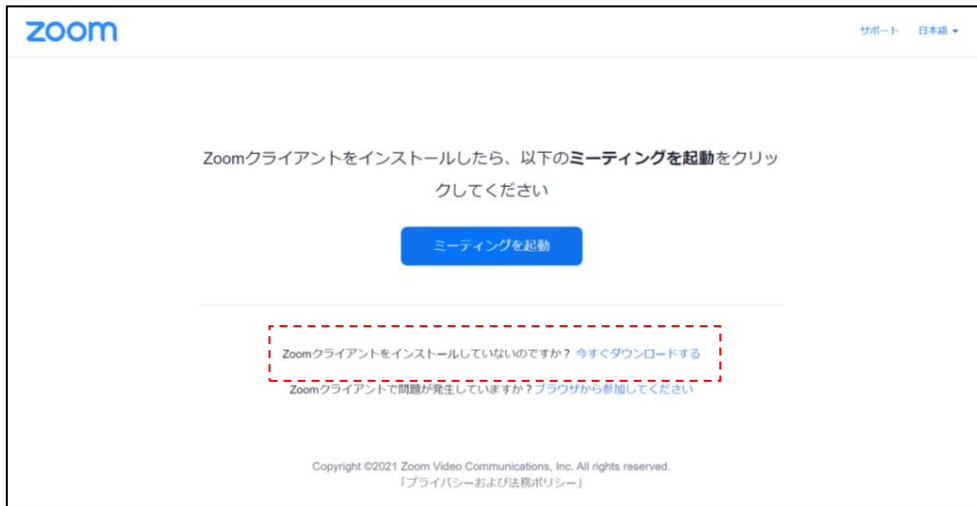 zoom
サポート 日本語
Zoomクライアントをインストールしたら、以下のミーティングを起動をクリッ
クしてください
ミーティングを起動
Zoomクライアントをインストールしていないのですか？ 今すぐダウンロードする
Zoomクライアントで問題が発生していますか？ブラウザから参加してください
Copyright ©2021 Zoom Video Communications, Inc. All rights reserved.
「プライバシーおよび法務ポリシー」